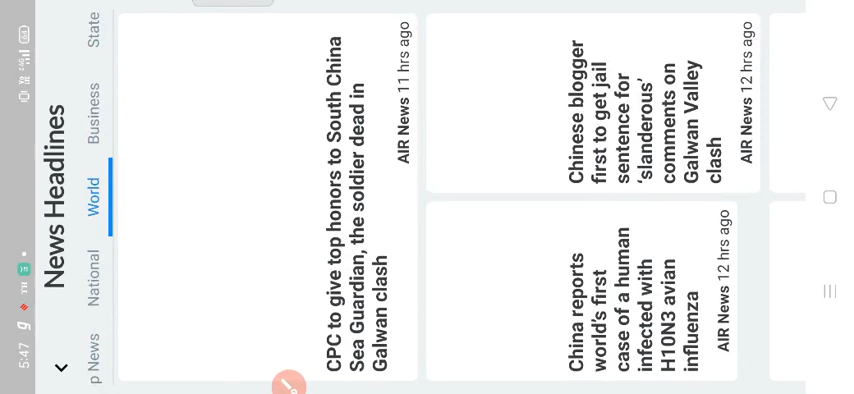 5:47
News Headlines
p News National World Business State
CPC to give top honors to South China
Sea Guardian, the soldier dead in
Galwan clash
AIR News 11 hrs ago
China reports
world's first
case of a human
infected with
H10N3 avian
influenza
AIR News 12 hrs ago
Chinese blogger
first to get jail
sentence for
'slanderous'
comments on
Galwan Valley
clash
AIR News 12 hrs ago